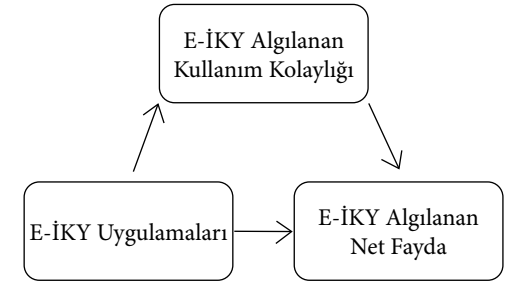 E-İKY Algılanan
Kullanım Kolaylığı
E-İKY Uygulamaları
E-İKY Algılanan
Net Fayda